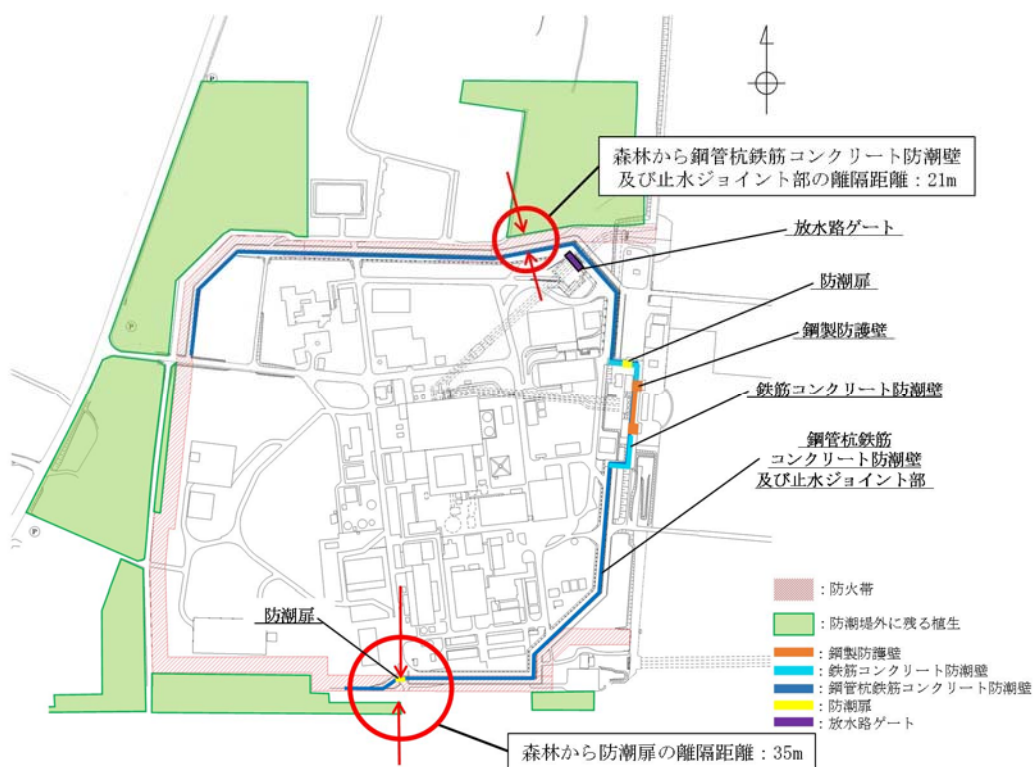 森林から鋼管杭鉄筋コンクリート防潮壁
及び止水ジョイント部の離隔距離：21m
放水路ゲート
防潮扉
鋼製防護壁
鉄筋コンクリート防潮壁
鋼管杭鉄筋
コンクリート防潮壁
及び止水ジョイント部
防潮扉
森林から防潮扉の離隔距離：35m
：防火帯
：防潮堤外に残る植生
：鋼製防護壁
：鉄筋コンクリート防潮壁
：鋼管杭鉄筋コンクリート防潮壁
：防潮扉
：放水路ゲート
P
P
P